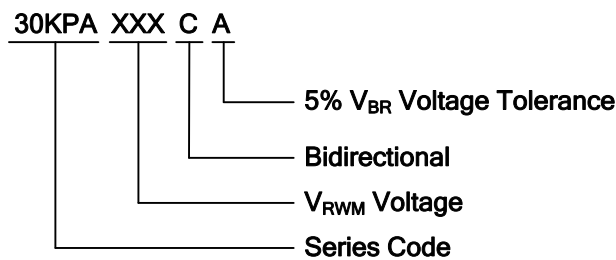 30KPA XXX C A
5% VBR Voltage Tolerance
Bidirectional
VRWM Voltage
Series Code